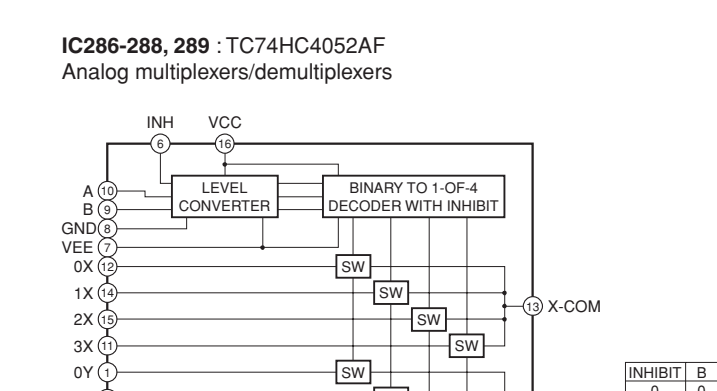 IC286-288, 289 : TC74HC4052AF
Analog multiplexers/demultiplexers
INH VCC
6 16
A 10
B 9
GND 8
VEE 7
LEVEL
CONVERTER
BINARY TO 1-OF-4
DECODER WITH INHIBIT
0X 12 SW
1X 14 SW
13 X-COM
2X 15 SW
3X 11 SW
0Y 1 SW
INHIBIT B
0 0